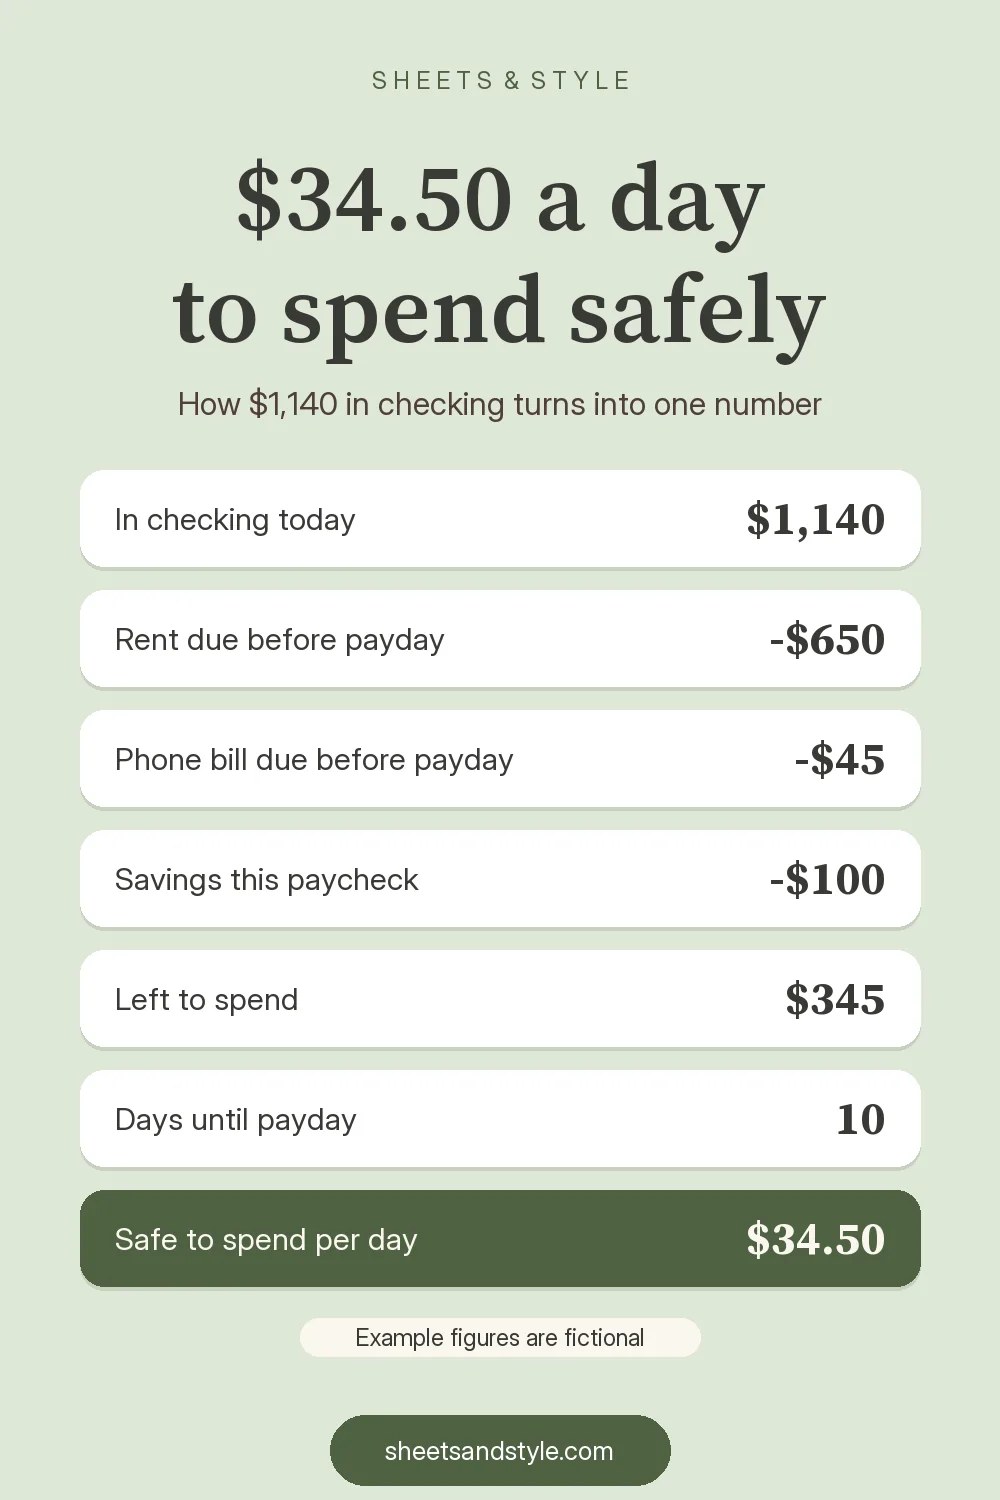 SHEETS & STYLE
$34.50 a day
to spend safely
How $1,140 in checking turns into one number
In checking today $1,140
Rent due before payday -$650
Phone bill due before payday -$45
Savings this paycheck -$100
Left to spend $345
Days until payday 10
Safe to spend per day $34.50
Example figures are fictional
sheetsandstyle.com